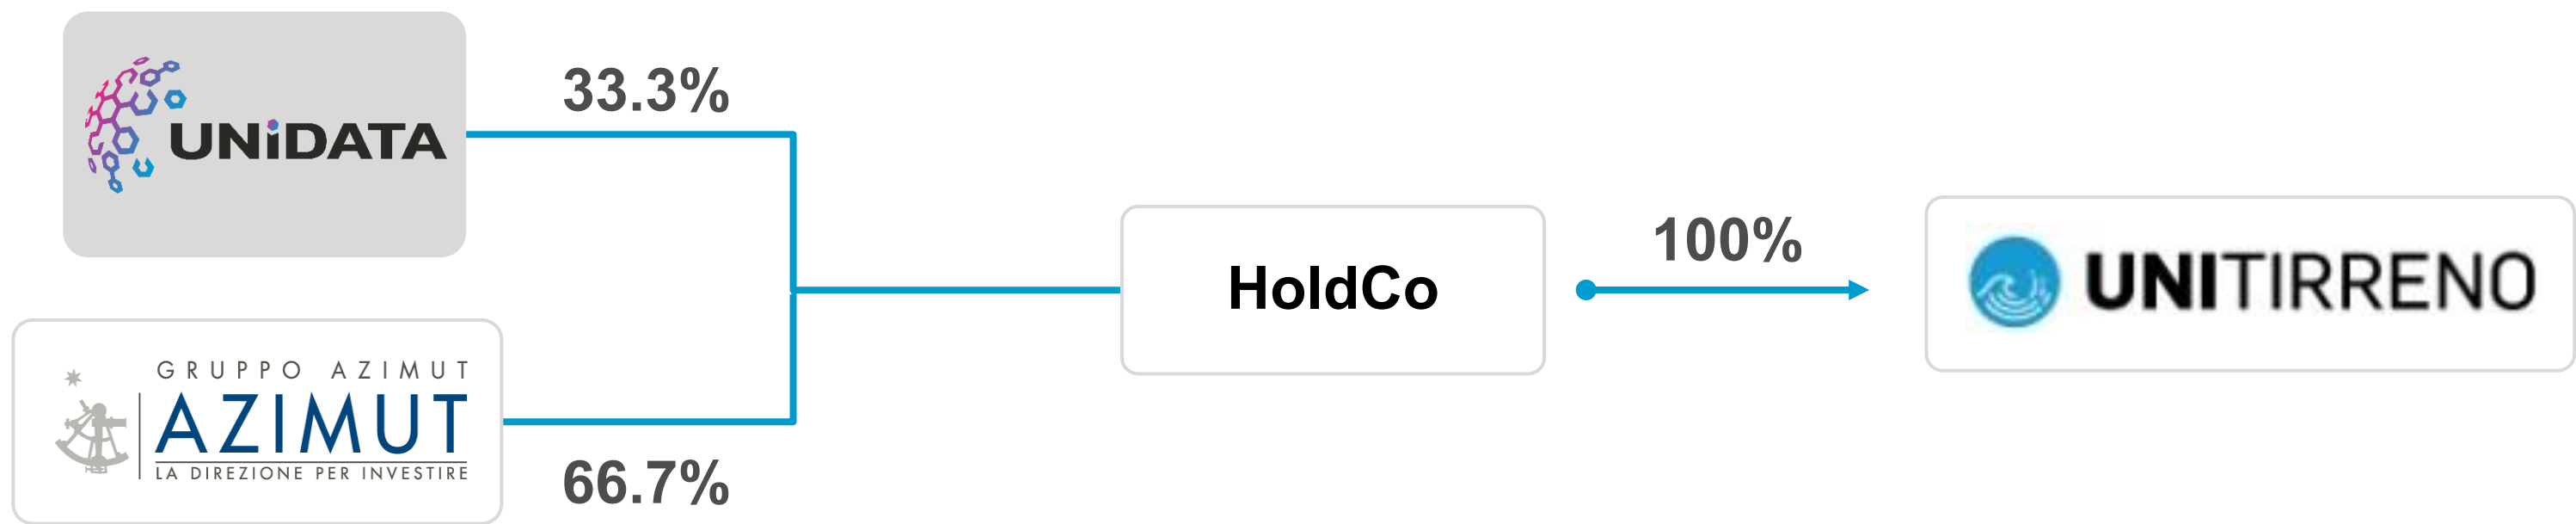 UNiDATA
33.3%
GRUPPO AZIMUT
AZIMUT
LA DIREZIONE PER INVESTIRE
66.7%
HoldCo
100%
UNITIRRENO